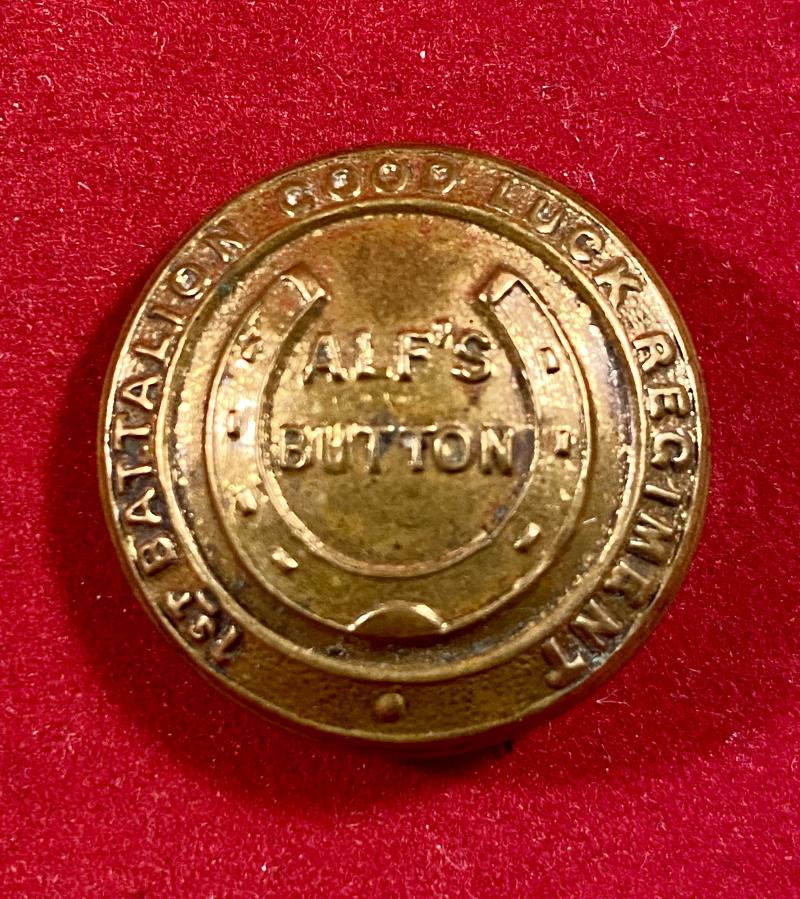 1ST BATTALION GOOD LUCK REGIMENT
ALF'S
BUTTON